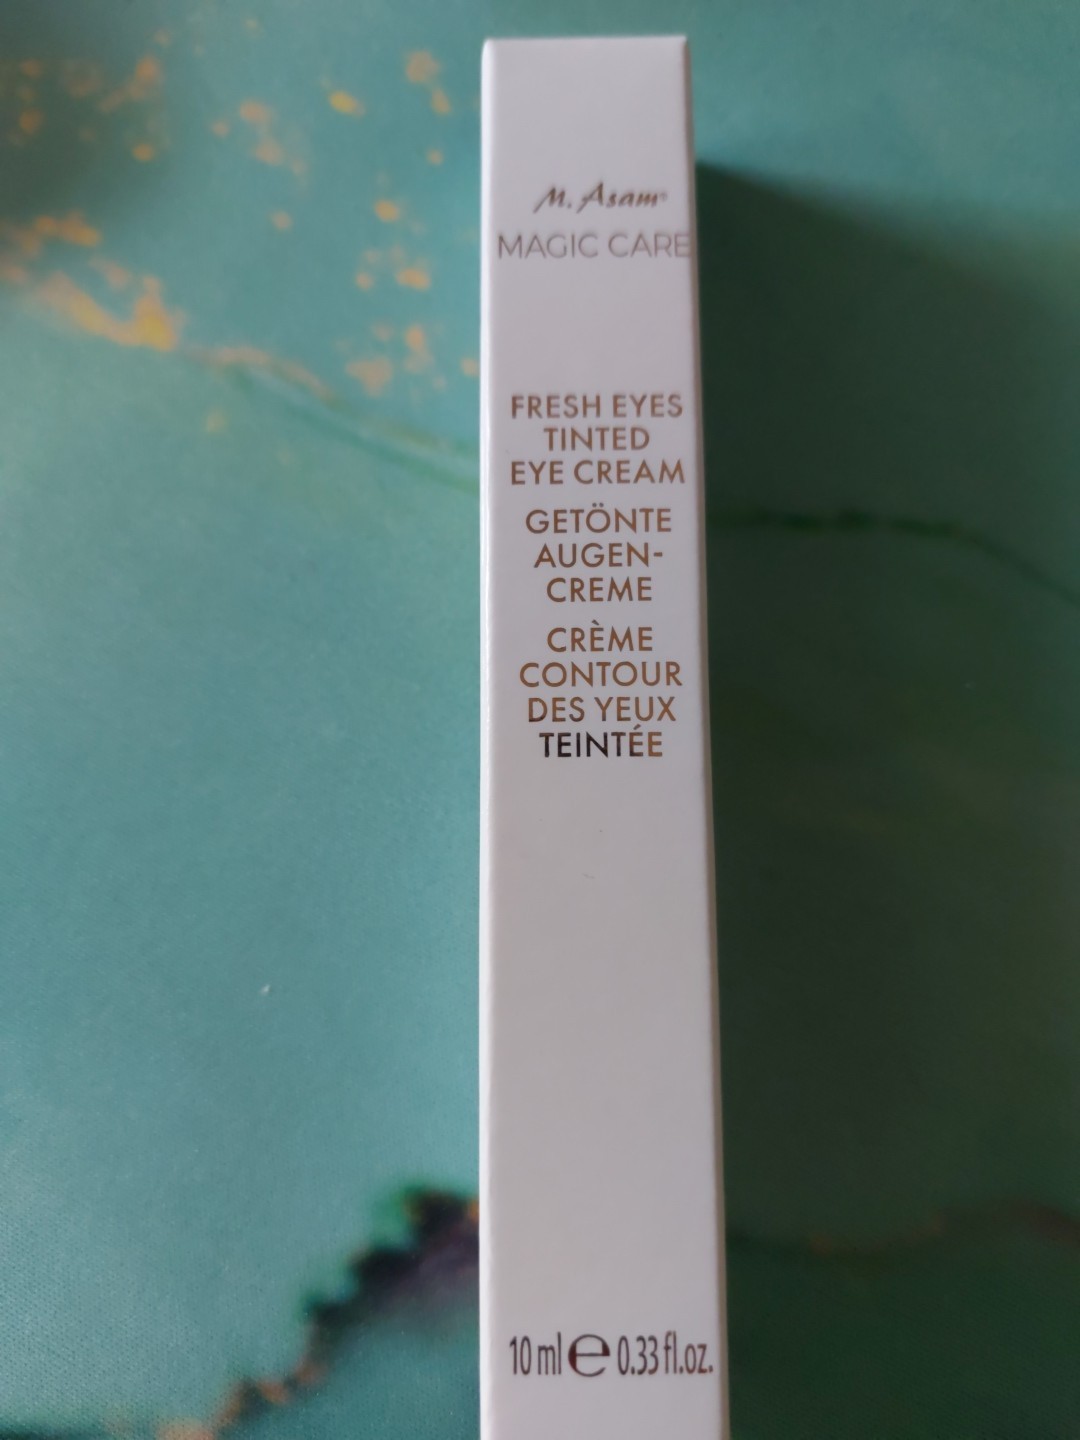 M. Asam®
MAGIC CARE
FRESH EYES
TINTED
EYE CREAM
GETÖNTE
AUGEN-
CREME
CRÈME
CONTOUR
DES YEUX
TEINTÉE
10 ml ℮ 0.33 fl.oz.